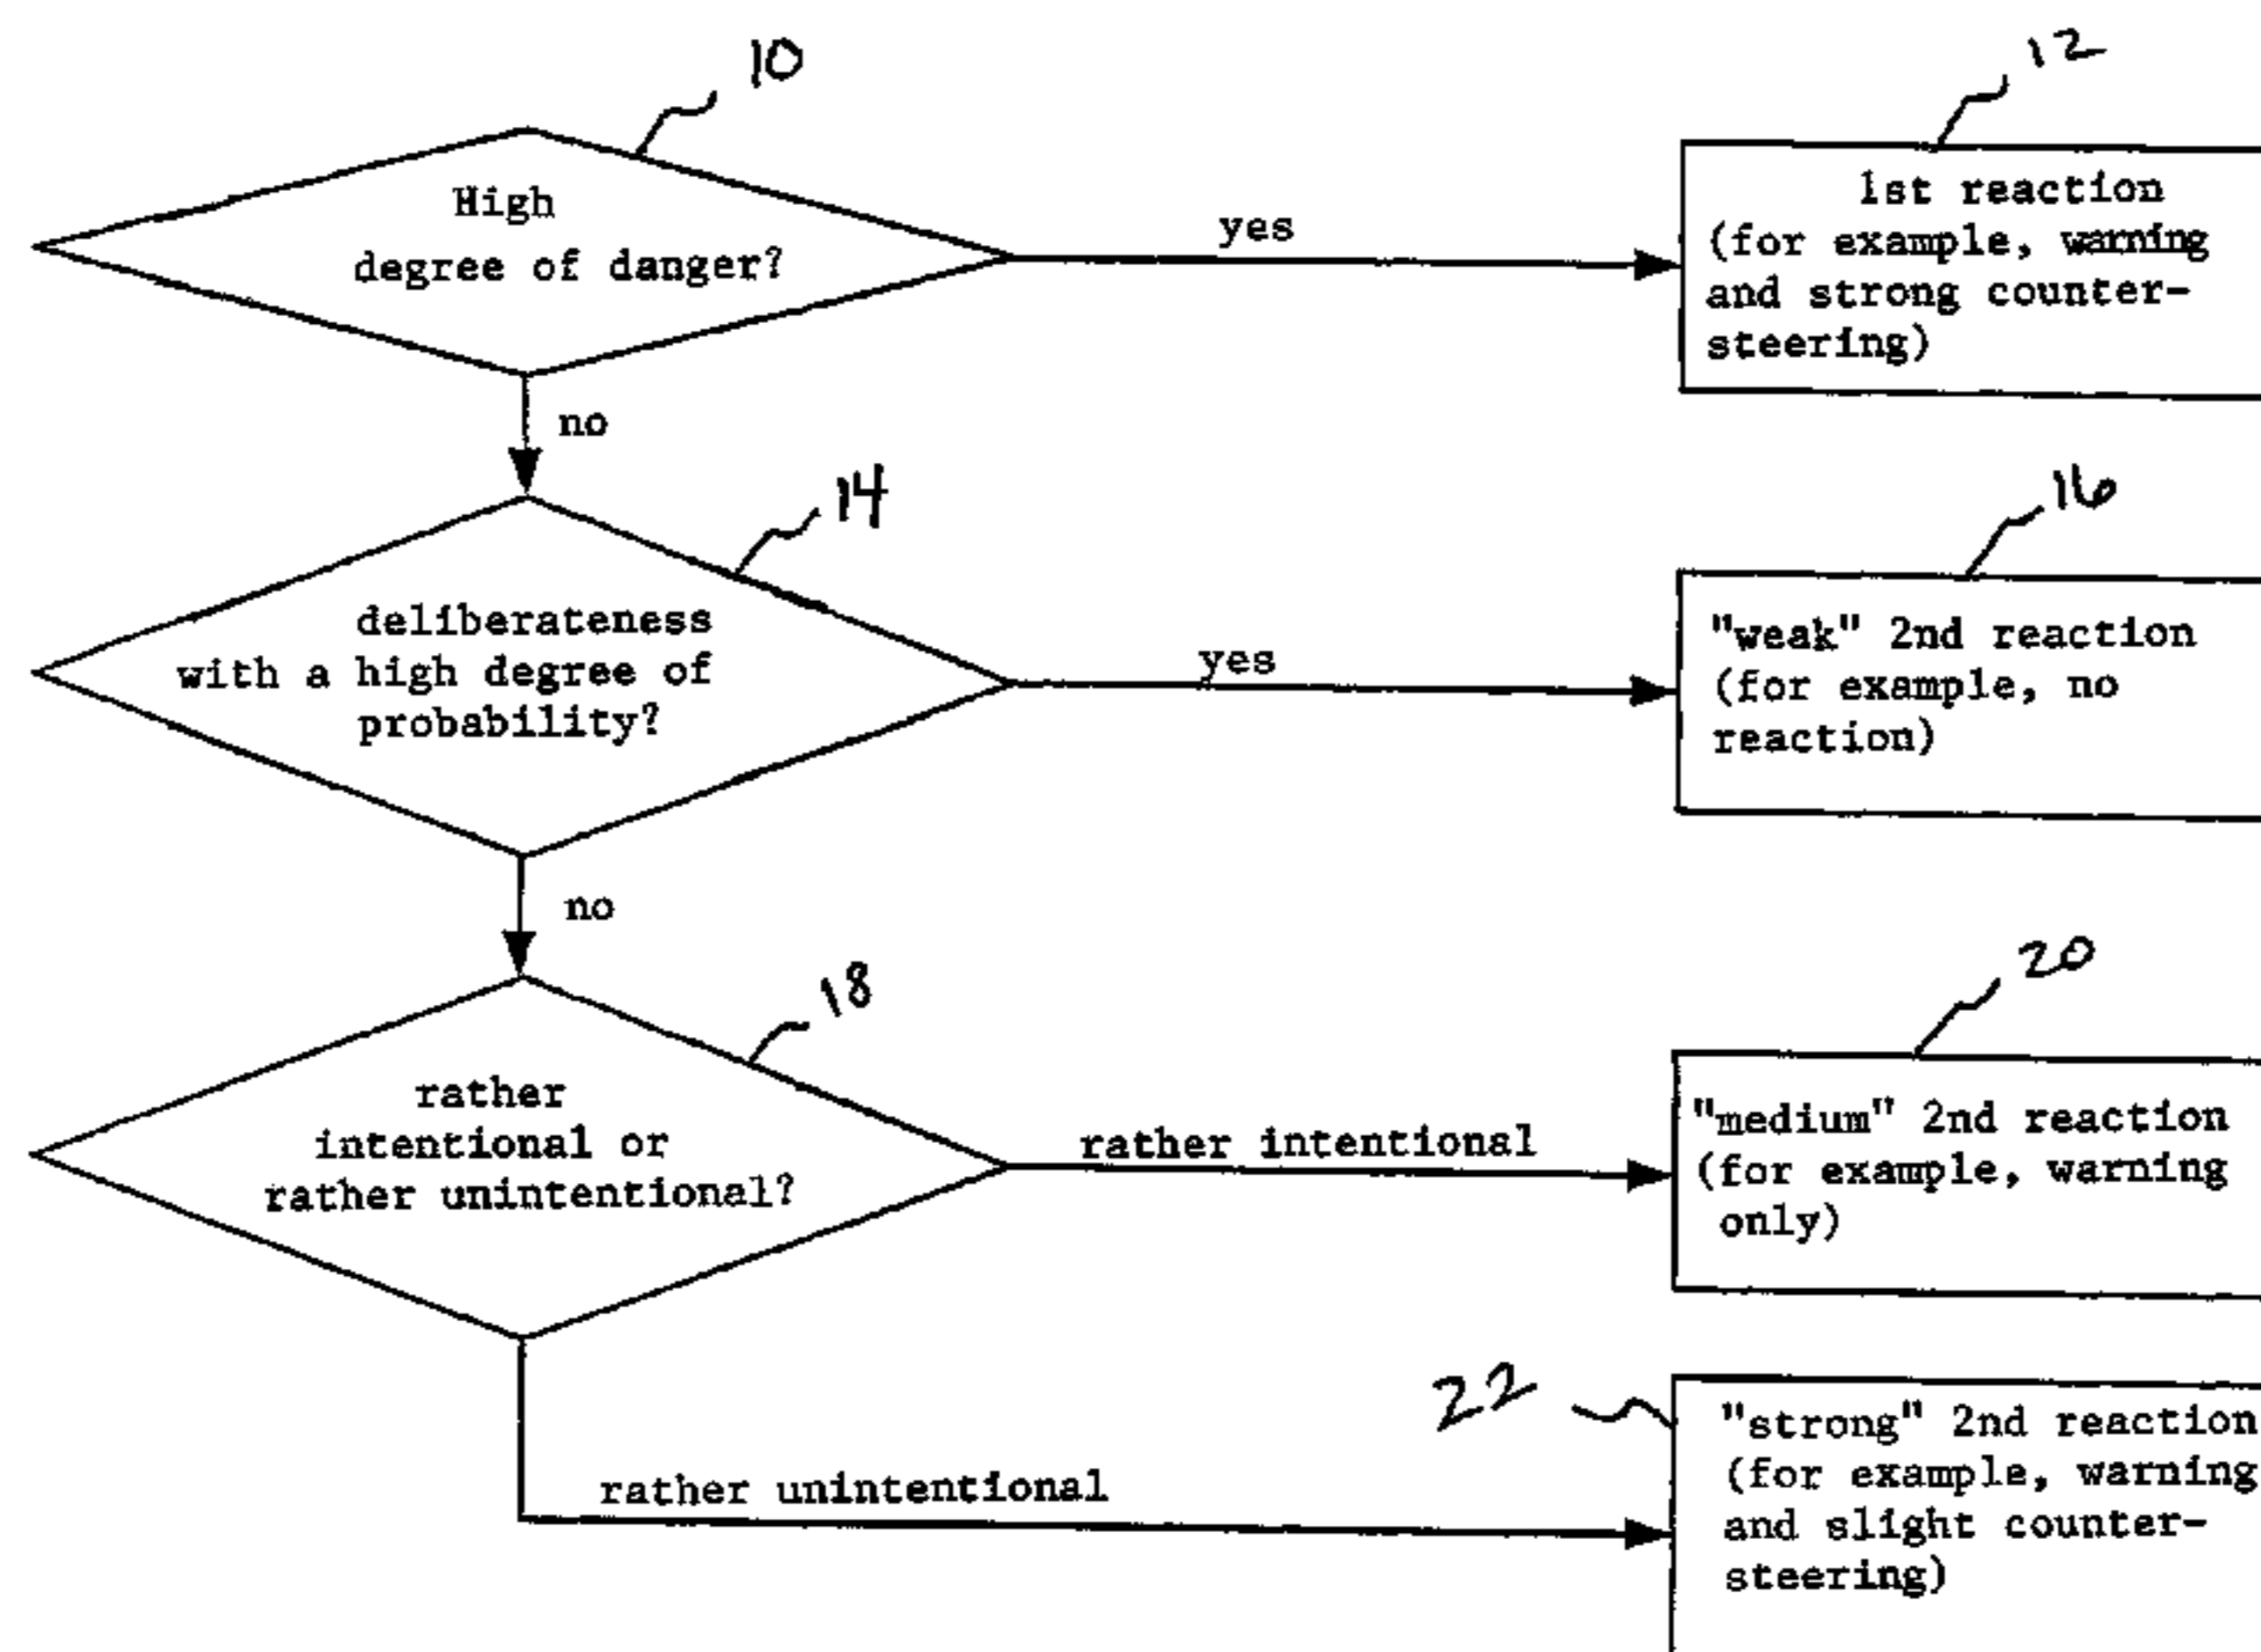 10
High
degree of danger?
yes
12
1st reaction
(for example, warning
and strong counter-
steering)
no
14
deliberateness
with a high degree of
probability?
yes
16
"weak" 2nd reaction
(for example, no
reaction)
no
18
rather
intentional or
rather unintentional?
rather intentional
20
"medium" 2nd reaction
(for example, warning
only)
rather unintentional
22
"strong" 2nd reaction
(for example, warning
and slight counter-
steering)